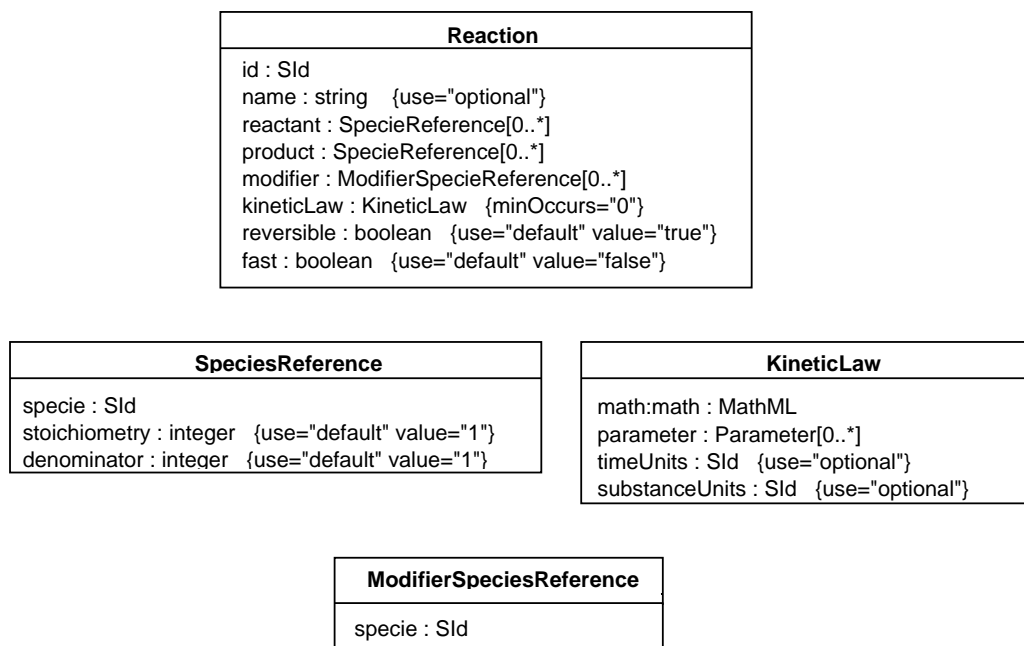 Reaction
id : SId
name : string {use="optional"}
reactant : SpecieReference[0..*]
product : SpecieReference[0..*]
modifier : ModifierSpecieReference[0..*]
kineticLaw : KineticLaw {minOccurs="0"}
reversible : boolean {use="default" value="true"}
fast : boolean {use="default" value="false"}
SpeciesReference
specie : SId
stoichiometry : integer {use="default" value="1"}
denominator : integer {use="default" value="1"}
KineticLaw
math:math : MathML
parameter : Parameter[0..*]
timeUnits : SId {use="optional"}
substanceUnits : SId {use="optional"}
ModifierSpeciesReference
specie : SId